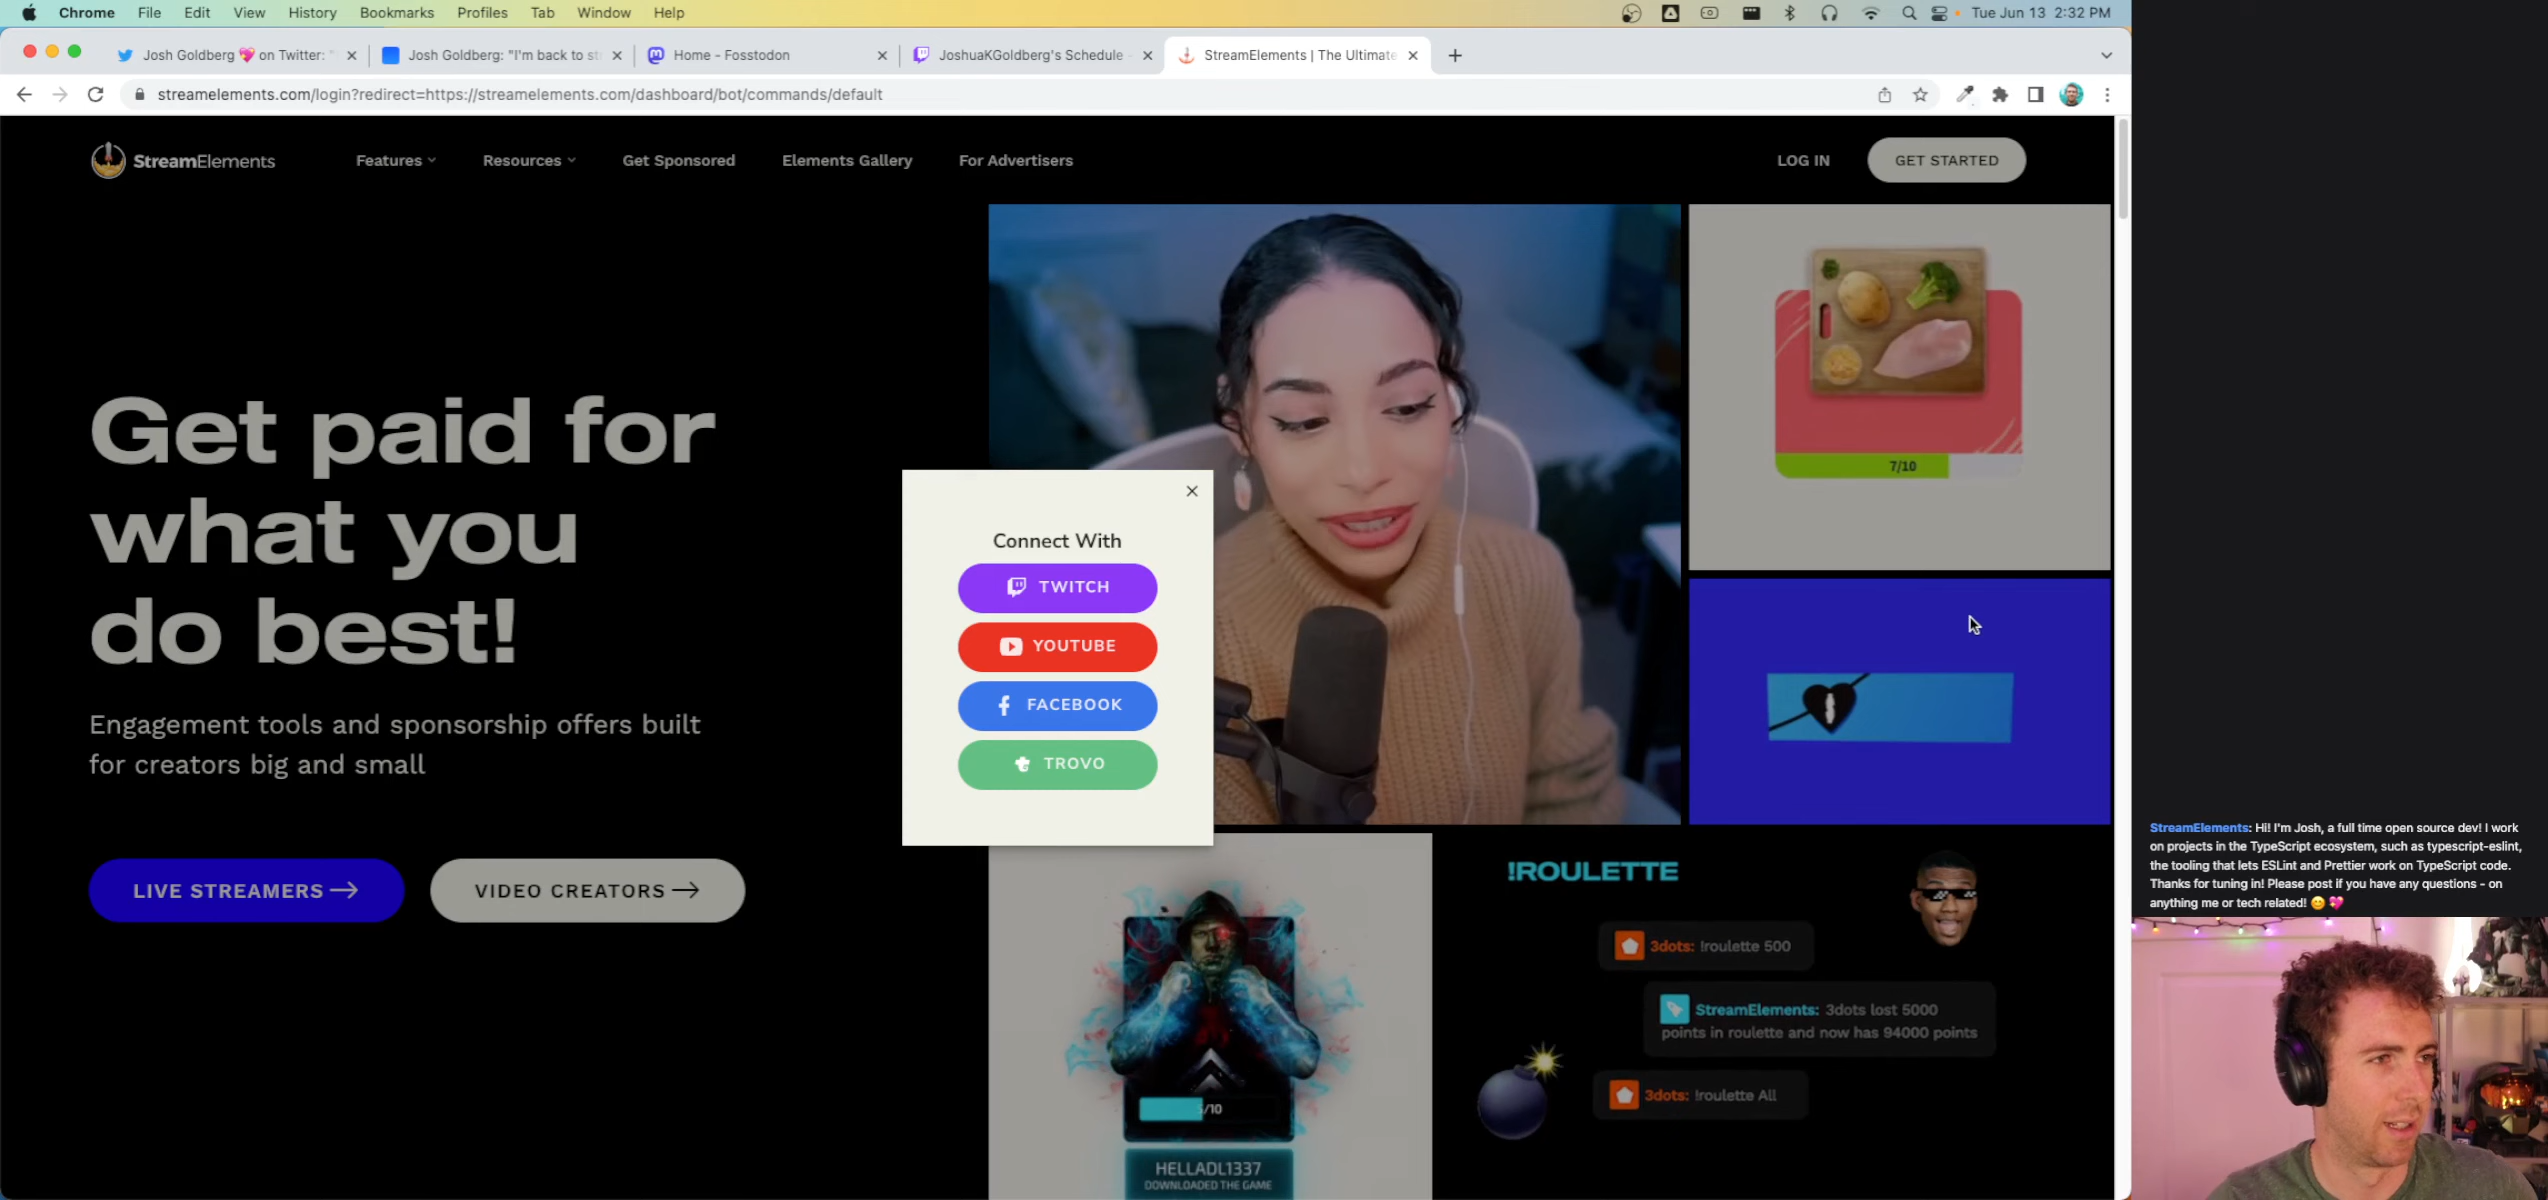 Chrome File Edit View History Bookmarks Profiles Tab Window Help Tue Jun 13 2:32 PM
Josh Goldberg 💖 on Twitter: "
Josh Goldberg: "I'm back to st
Home - Fosstodon
JoshuaKGoldberg's Schedule -
StreamElements | The Ultimate
streamelements.com/login?redirect=https://streamelements.com/dashboard/bot/commands/default
StreamElements Features Resources Get Sponsored Elements Gallery For Advertisers LOG IN GET STARTED
Get paid for
what you
do best!
Engagement tools and sponsorship offers built
for creators big and small
LIVE STREAMERS
VIDEO CREATORS
Connect With
TWITCH
YOUTUBE
FACEBOOK
TROVO
7/10
/10
HELLADL1337
DOWNLOADED THE GAME
!ROULETTE
3dots: !roulette 500
StreamElements: 3dots lost 5000
points in roulette and now has 94000 points
3dots: !roulette All
StreamElements: Hi! I'm Josh, a full time open source dev! I work
on projects in the TypeScript ecosystem, such as typescript-eslint,
the tooling that lets ESLint and Prettier work on TypeScript code.
Thanks for tuning in! Please post if you have any questions - on
anything me or tech related! 😊 💖